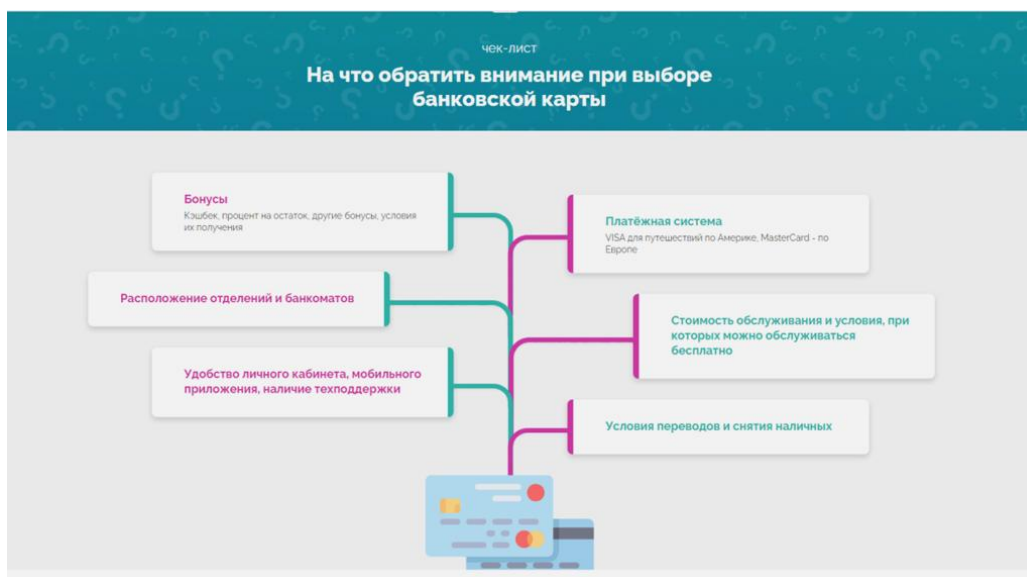 чек-лист
На что обратить внимание при выборе
банковской карты
Бонусы
Кэшбек, процент на остаток, другие бонусы, условия
их получения
Платёжная система
VISA для путешествий по Америке, MasterCard - по
Европе
Расположение отделений и банкоматов
Стоимость обслуживания и условия, при
которых можно обслуживаться
бесплатно
Удобство личного кабинета, мобильного
приложения, наличие техподдержки
Условия переводов и снятия наличных